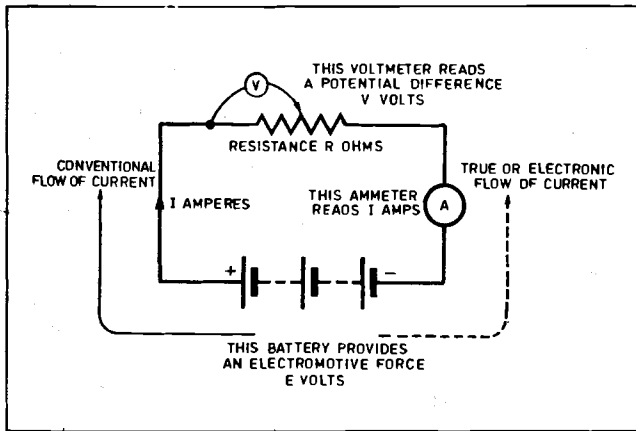 THIS VOLTMETER READS
A POTENTIAL DIFFERENCE
V VOLTS
V
RESISTANCE R OHMS
CONVENTIONAL
FLOW OF CURRENT
I AMPERES
THIS AMMETER
READS I AMPS
A
TRUE OR ELECTRONIC
FLOW OF CURRENT
+
−
THIS BATTERY PROVIDES
AN ELECTROMOTIVE FORCE
E VOLTS